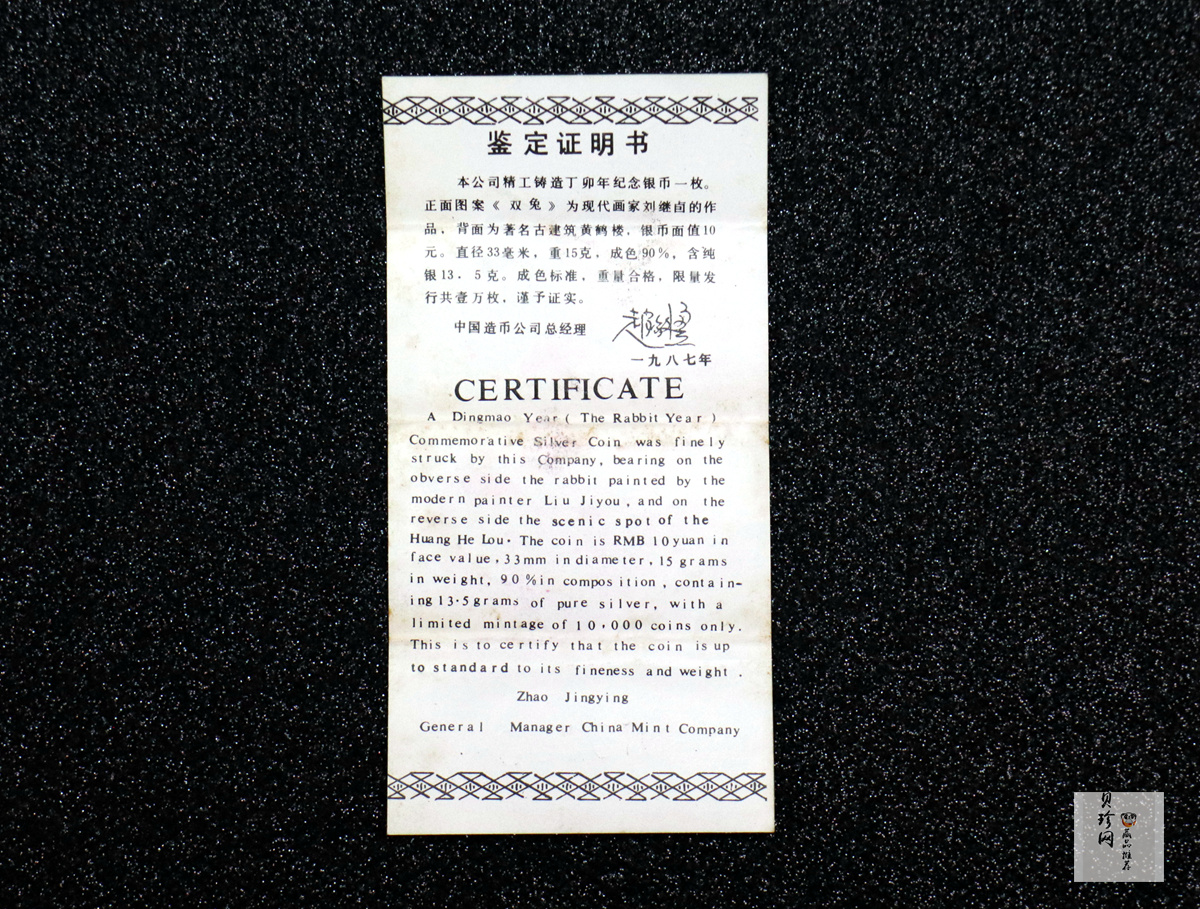 鉴定证明书
本公司精工铸造丁卯年纪念银币一枚。
正面图案《双兔》为现代画家刘继卣的作
品，背面为著名古建筑黄鹤楼，银币面值10
元。直径33毫米，重15克，成色90%，含纯
银13．5克。成色标准，重量合格，限量发
行共壹万枚，谨予证实。
中国造币公司总经理
一九八七年
CERTIFICATE
A Dingmao Year ( The Rabbit Year )
Commemorative Silver Coin was finely
struck by this Company, bearing on the
obverse side the rabbit painted by the
modern painter Liu Jiyou, and on the
reverse side the scenic spot of the
Huang He Lou· The coin is RMB 10 yuan in
face value, 33mm in diameter, 15 grams
in weight, 90%in composition, contain-
ing 13·5 grams of pure silver, with a
limited mintage of 10,000 coins only.
This is to certify that the coin is up
to standard to its fineness and weight.
Zhao Jingying
General Manager China Mint Company
贝珍网
藏品推荐